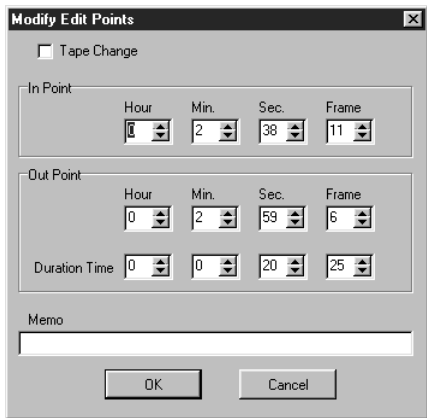 Modify Edit Points
Tape Change
In Point
Hour Min. Sec. Frame
0 2 38 11
Out Point
Hour Min. Sec. Frame
0 2 59 6
Duration Time 0 0 20 25
Memo
OK Cancel